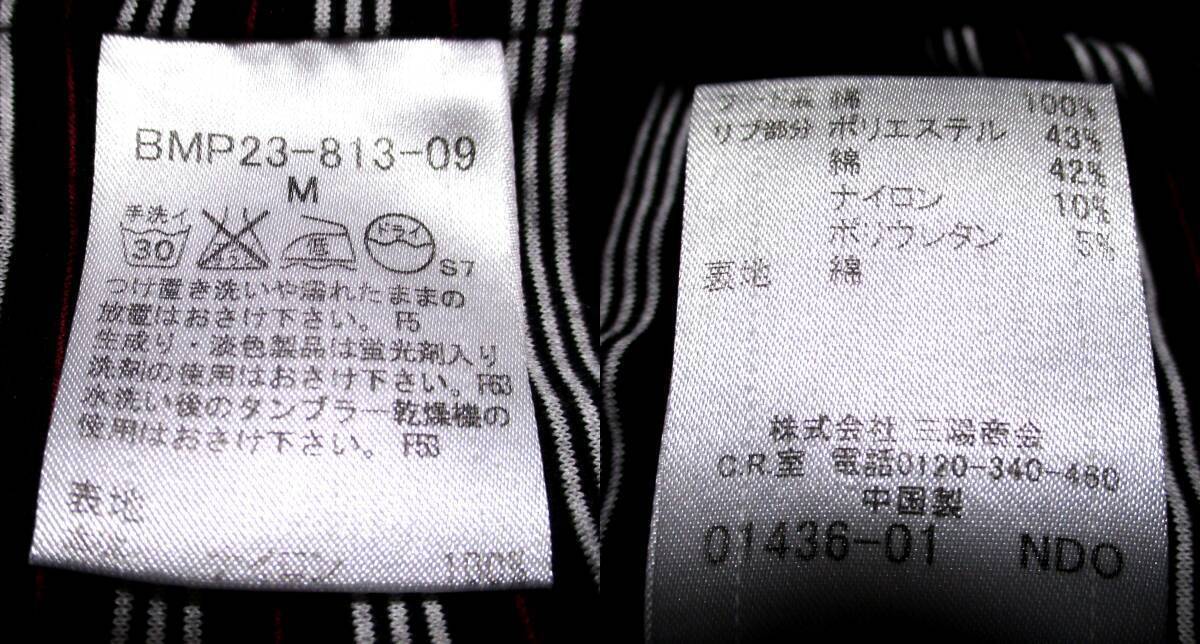 BMP23-813-09
M
手洗イ
30
低
ドライ
S7
つけ置き洗いや濡れたままの
放置はおさけ下さい。 F5
生成り・淡色製品は蛍光剤入り
洗剤の使用はおさけ下さい。F63
水洗い後のタンブラー乾燥機の
使用はおさけ下さい。 F53
表地
ナイロン 100%
綿 100%
リブ部分 ポリエステル 43%
綿 42%
ナイロン 10%
ポリウレタン 5%
裏地 綿
株式会社 三陽商会
C.R.室 電話0120-340-460
中国製
01436-01 NDO